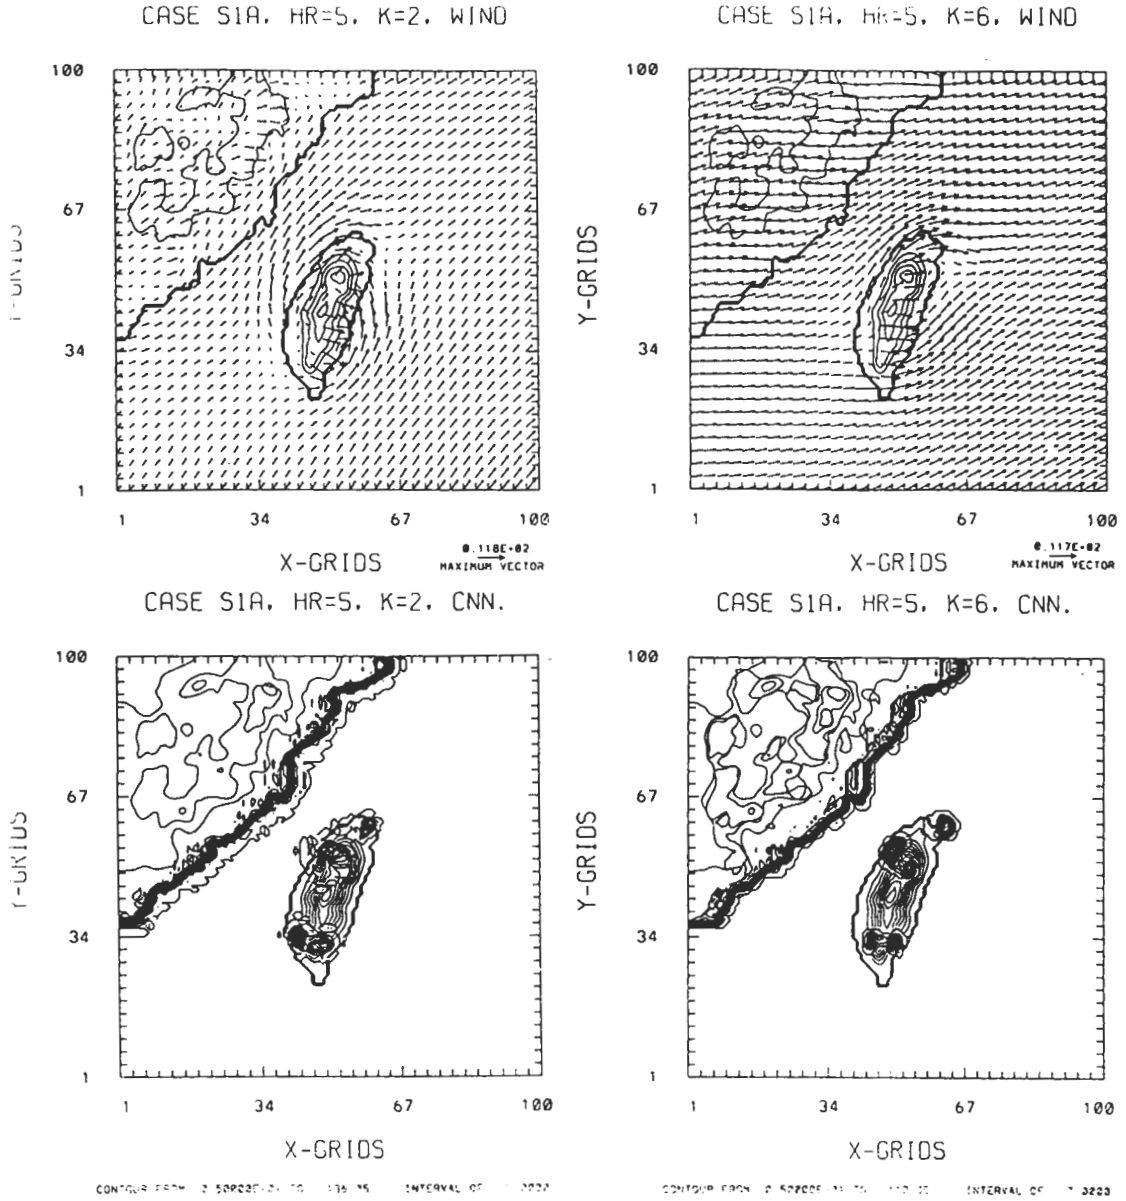 CASE S1A. HR=5. K=2. WIND
CASE S1A. HR=5. K=6. WIND
100
67
34
1
Y-GRIDS
1 34 67 100
X-GRIDS
0.118E+02
MAXIMUM VECTOR
100
67
34
1
Y-GRIDS
1 34 67 100
X-GRIDS
0.117E+02
MAXIMUM VECTOR
CASE S1A. HR=5. K=2. CNN.
CASE S1A. HR=5. K=6. CNN.
100
67
34
1
Y-GRIDS
1 34 67 100
X-GRIDS
CONTOUR FROM TO INTERVAL OF
100
67
34
1
Y-GRIDS
1 34 67 100
X-GRIDS
CONTOUR FROM TO INTERVAL OF